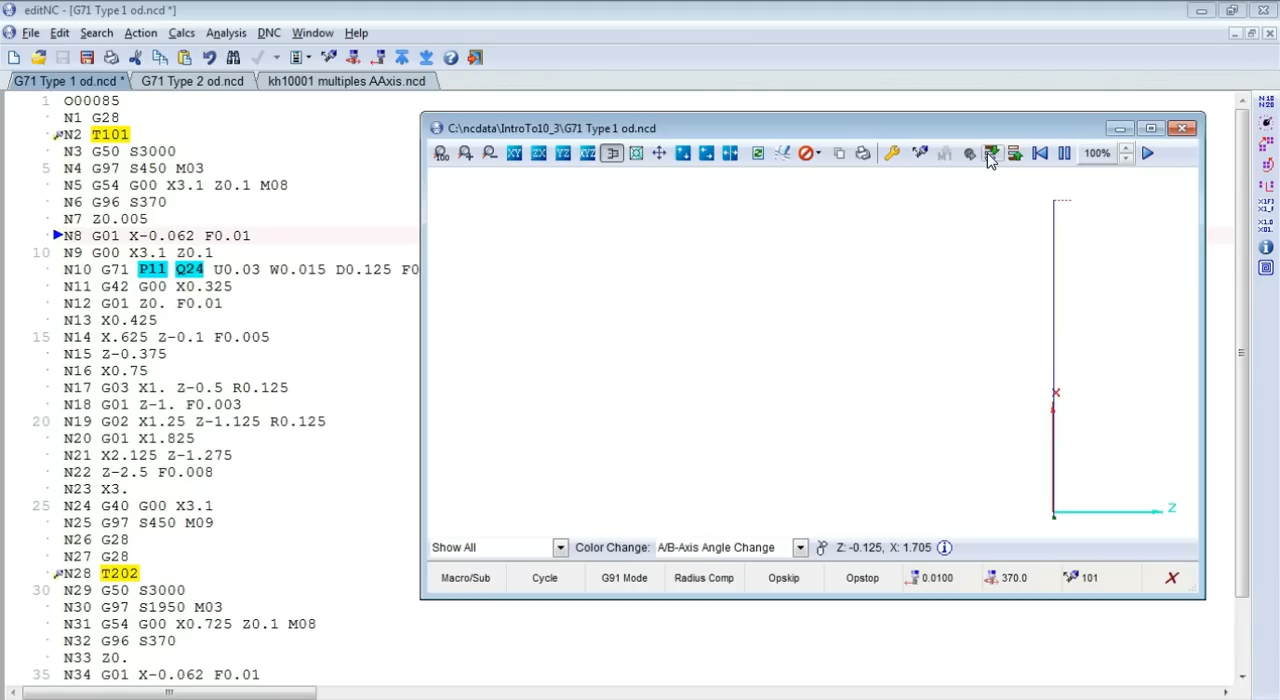 editNC - [G71 Type 1 od.ncd *]
File Edit Search Action Calcs Analysis DNC Window Help
G71 Type 1 od.ncd * G71 Type 2 od.ncd kh10001 multiples AAxis.ncd
1 O00085
N1 G28
N2 T101
N3 G50 S3000
5 N4 G97 S450 M03
N5 G54 G00 X3.1 Z0.1 M08
N6 G96 S370
N7 Z0.005
N8 G01 X-0.062 F0.01
10 N9 G00 X3.1 Z0.1
N10 G71 P11 Q24 U0.03 W0.015 D0.125 F0
N11 G42 G00 X0.325
N12 G01 Z0. F0.01
N13 X0.425
15 N14 X.625 Z-0.1 F0.005
N15 Z-0.375
N16 X0.75
N17 G03 X1. Z-0.5 R0.125
N18 G01 Z-1. F0.003
20 N19 G02 X1.25 Z-1.125 R0.125
N20 G01 X1.825
N21 X2.125 Z-1.275
N22 Z-2.5 F0.008
N23 X3.
25 N24 G40 G00 X3.1
N25 G97 S450 M09
N26 G28
N27 G28
N28 T202
30 N29 G50 S3000
N30 G97 S1950 M03
N31 G54 G00 X0.725 Z0.1 M08
N32 G96 S370
N33 Z0.
35 N34 G01 X-0.062 F0.01
C:\ncdata\IntroTo10_3\G71 Type 1 od.ncd
100 XY ZX YZ XYZ 100%
X
Z
Show All Color Change: A/B-Axis Angle Change Z: -0.125, X: 1.705
Macro/Sub Cycle G91 Mode Radius Comp Opskip Opstop 0.0100 370.0 101
N10
N20